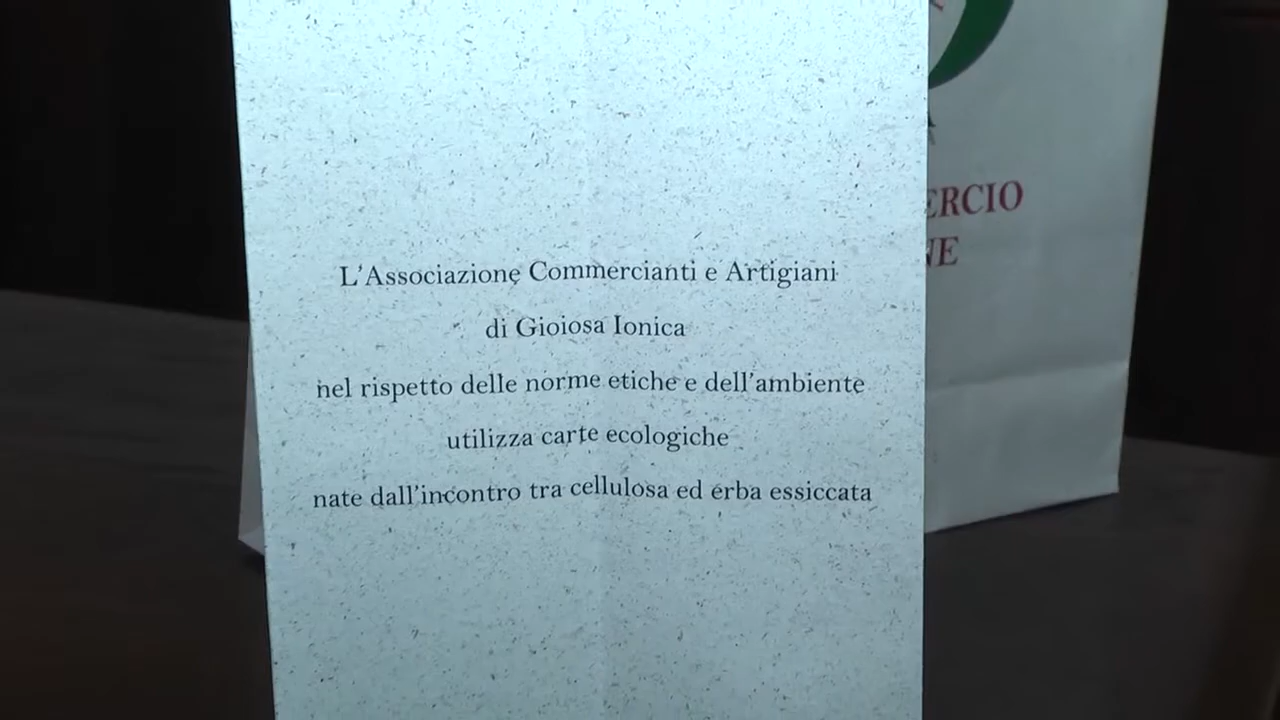 L'Associazione Commercianti e Artigiani
di Gioiosa Ionica
nel rispetto delle norme etiche e dell'ambiente
utilizza carte ecologiche
nate dall'incontro tra cellulosa ed erba essiccata
ERCIO
NE